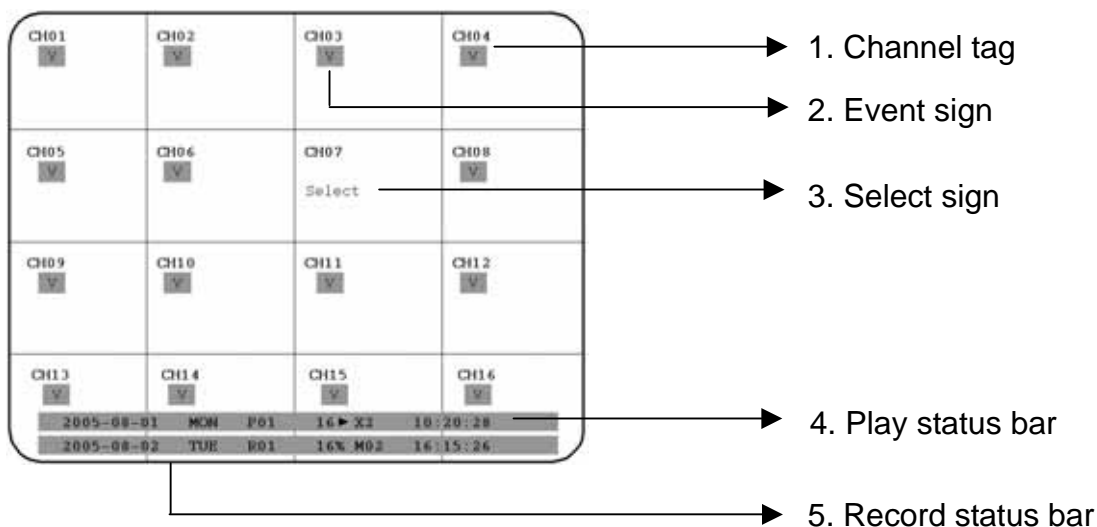 CH01 CH02 CH03 CH04 1. Channel tag
V V V V
2. Event sign
CH05 CH06 CH07 CH08
V V V
Select 3. Select sign
CH09 CH10 CH11 CH12
V V V V
CH13 CH14 CH15 CH16
V V V V
2005-08-01 MON P01 16► X2 10:20:28 4. Play status bar
2005-08-02 TUE R01 16% M02 16:15:26
5. Record status bar